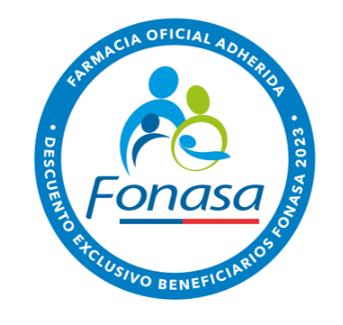 FARMACIA OFICIAL ADHERIDA
Fonasa
• DESCUENTO EXCLUSIVO BENEFICIARIOS FONASA 2023 •